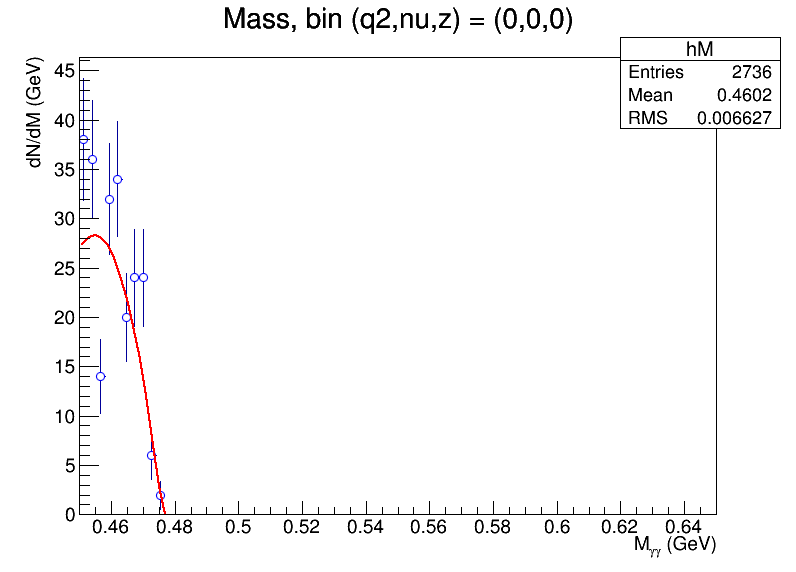 Mass, bin (q2,nu,z) = (0,0,0)
hM
Entries 2736
Mean 0.4602
RMS 0.006627
dN/dM (GeV)
45
40
35
30
25
20
15
10
5
0
0.46 0.48 0.5 0.52 0.54 0.56 0.58 0.6 0.62 0.64
Mγγ (GeV)